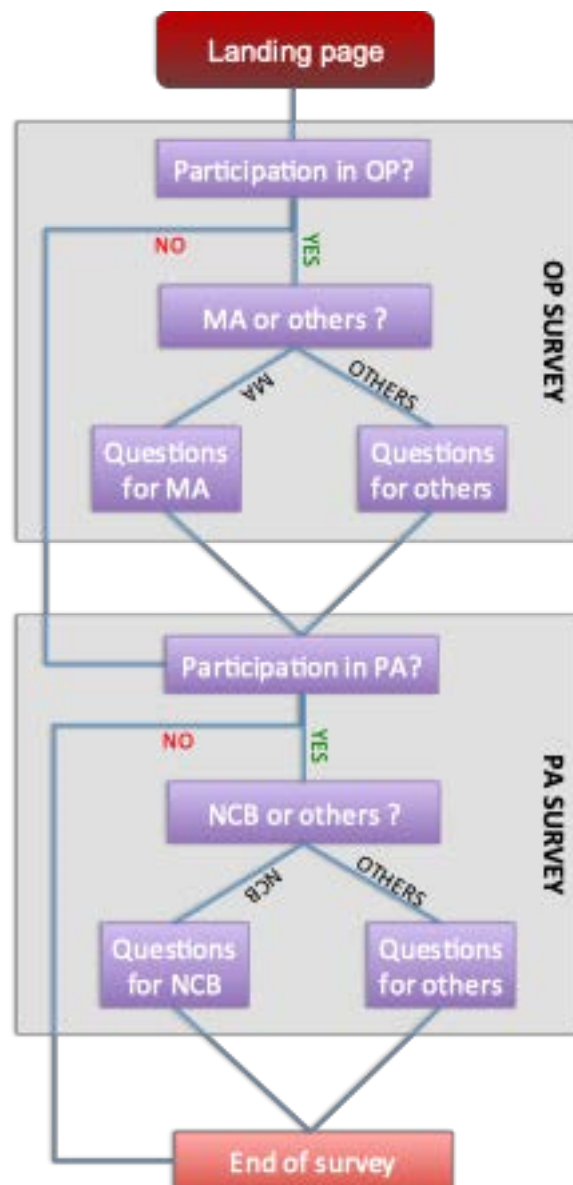 Landing page
Participation in OP?
NO
YES
MA or others ?
MA
OTHERS
Questions
for MA
Questions
for others
OP SURVEY
Participation in PA?
NO
YES
NCB or others ?
NCB
OTHERS
Questions
for NCB
Questions
for others
PA SURVEY
End of survey